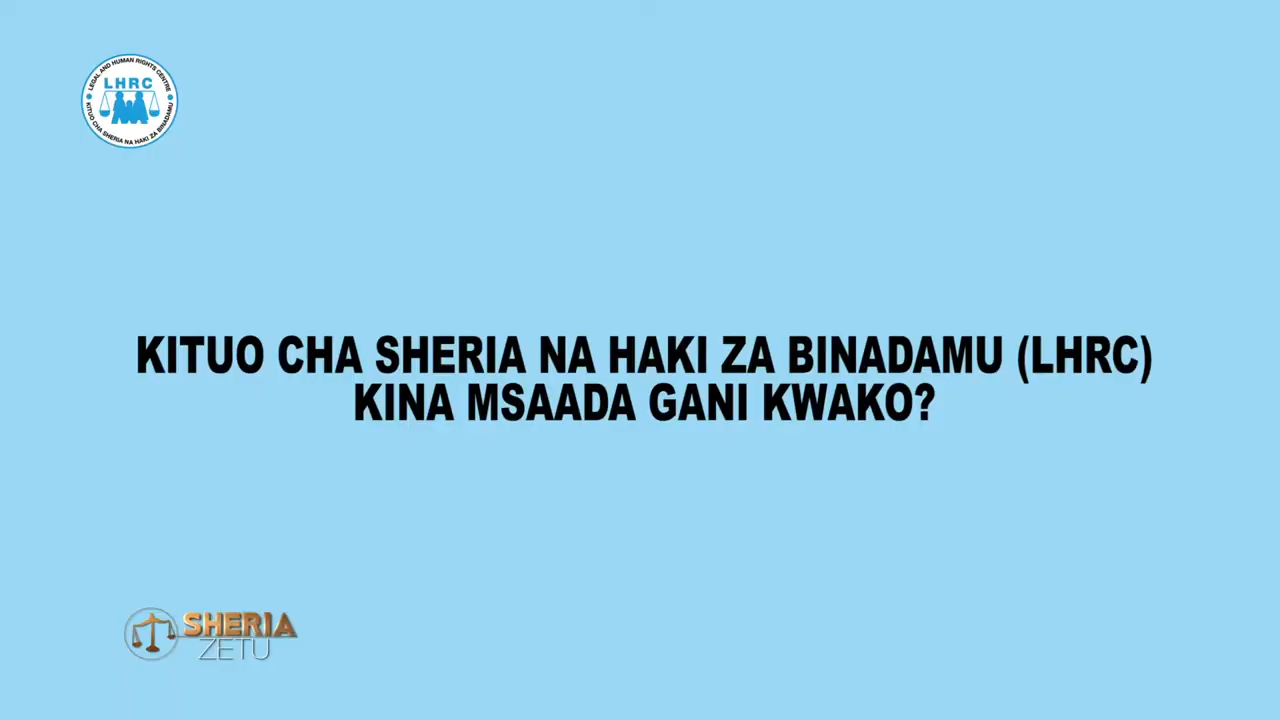 LEGAL AND HUMAN RIGHTS CENTRE
LHRC
KITUO CHA SHERIA NA HAKI ZA BINADAMU
KITUO CHA SHERIA NA HAKI ZA BINADAMU (LHRC)
KINA MSAADA GANI KWAKO?
SHERIA
ZETU